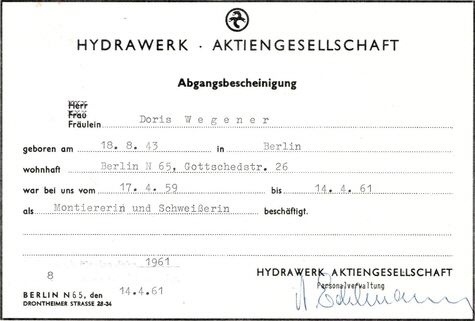 HYDRAWERK · AKTIENGESELLSCHAFT
Abgangsbescheinigung
Herr
Frau
Fräulein Doris Wegener
geboren am 18. 8. 43 in Berlin
wohnhaft Berlin N 65, Gottschedstr. 26
war bei uns vom 17. 4. 59 bis 14. 4. 61
als Montiererin und Schweißerin beschäftigt.
1961
8 HYDRAWERK AKTIENGESELLSCHAFT
Personalverwaltung
BERLIN N 65, den 14.4.61
DRONTHEIMER STRASSE 28-34